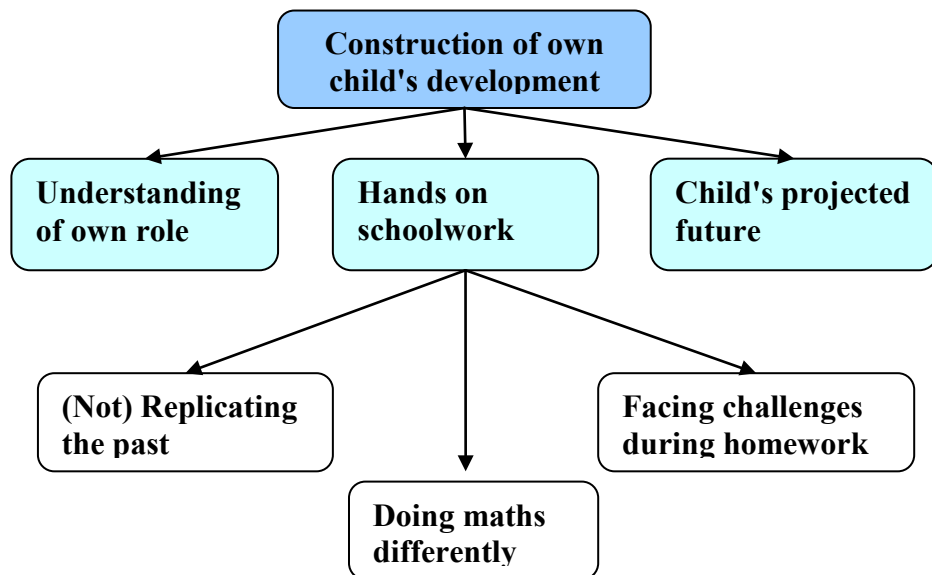 Construction of own
child's development
Understanding
of own role
Hands on
schoolwork
Child's projected
future
(Not) Replicating
the past
Facing challenges
during homework
Doing maths
differently